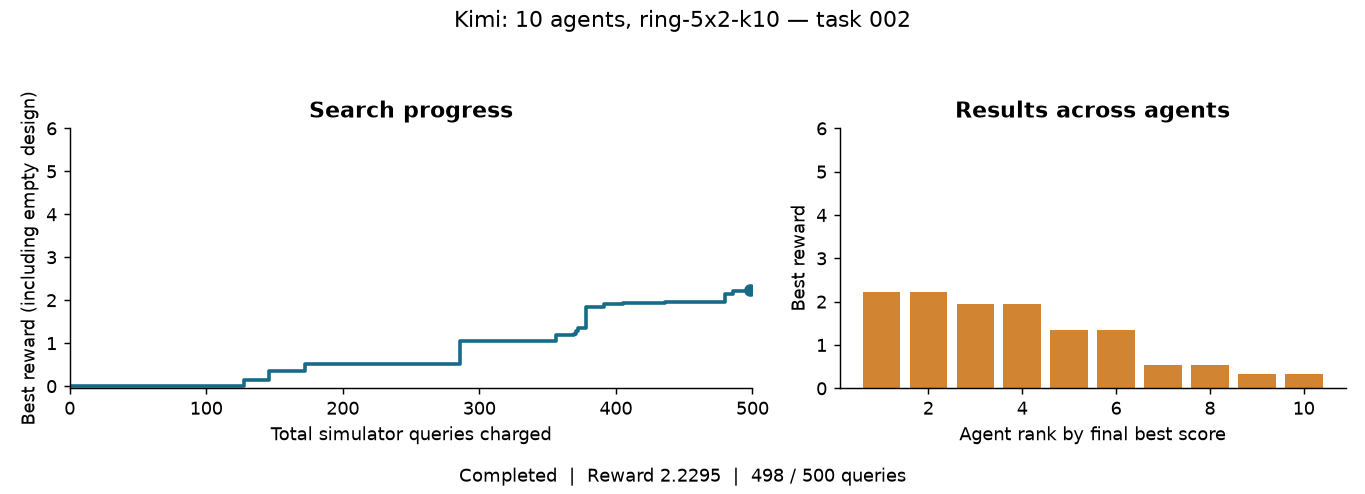 Kimi: 10 agents, ring-5x2-k10 — task 002
Search progress
Best reward (including empty design)
6
5
4
3
2
1
0
0 100 200 300 400 500
Total simulator queries charged
Results across agents
Best reward
6
5
4
3
2
1
0
2 4 6 8 10
Agent rank by final best score
Completed | Reward 2.2295 | 498 / 500 queries